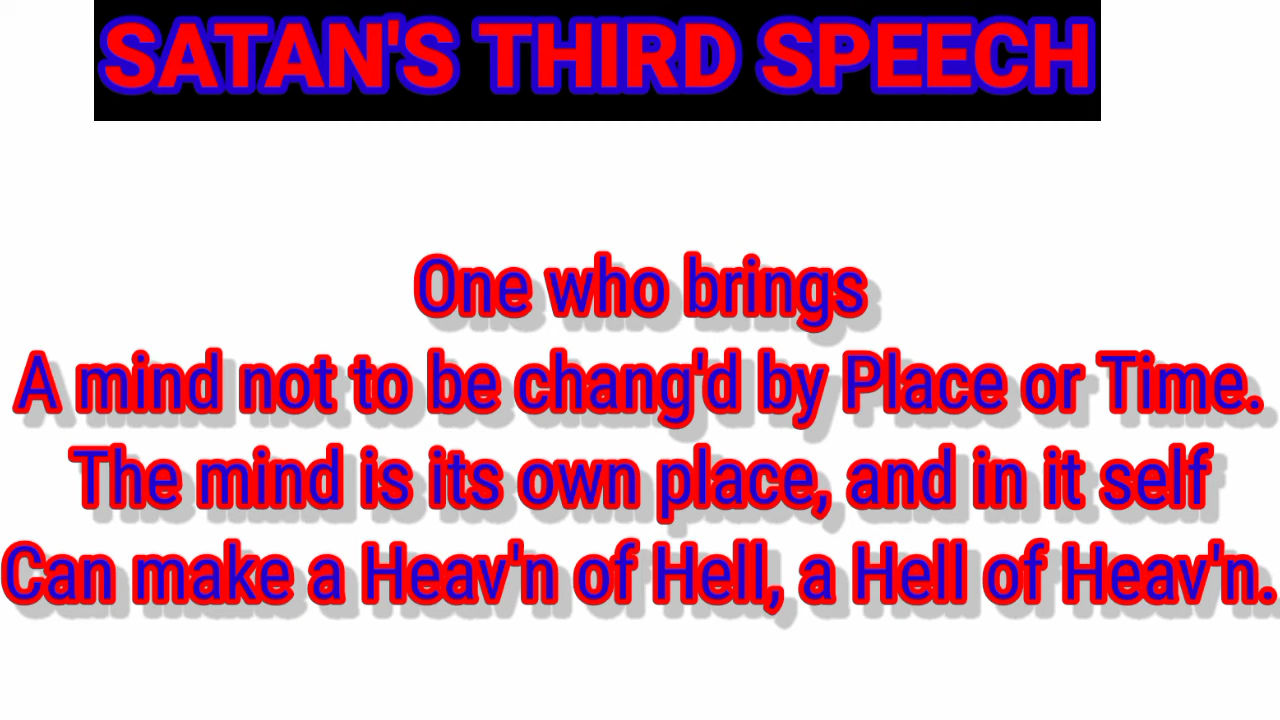 SATAN'S THIRD SPEECH
One who brings
A mind not to be chang'd by Place or Time.
The mind is its own place, and in it self
Can make a Heav'n of Hell, a Hell of Heav'n.